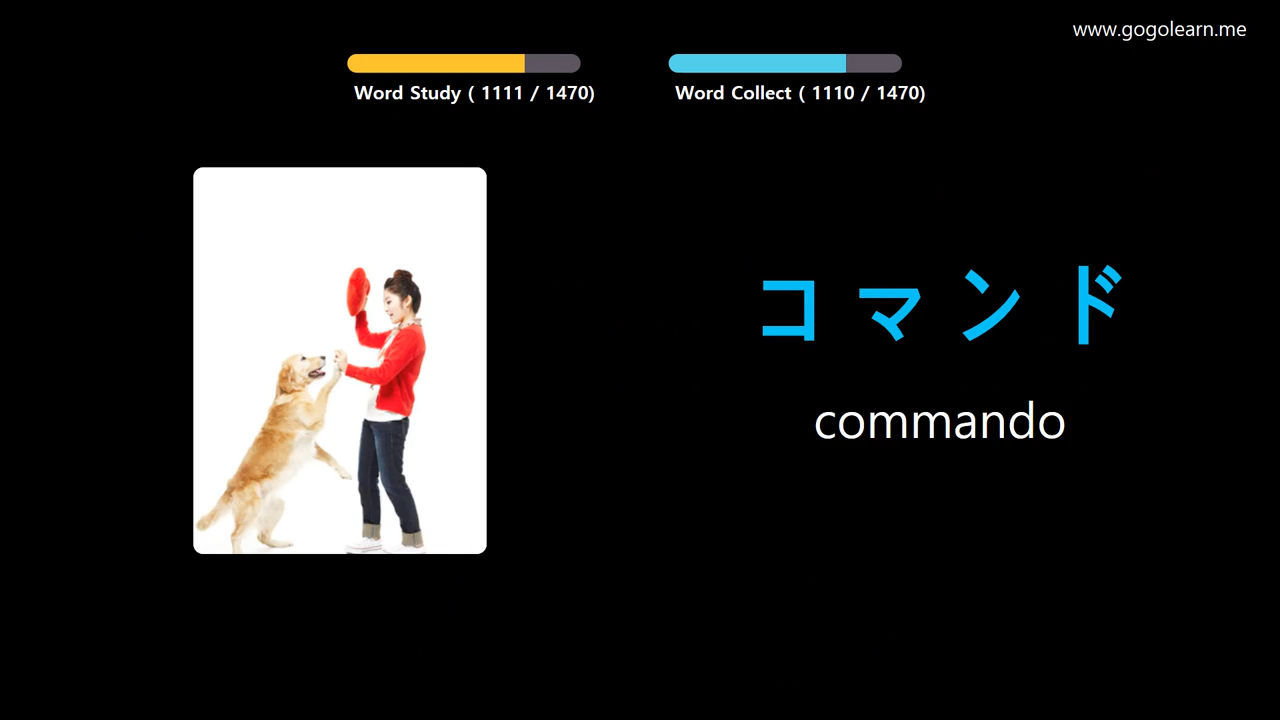 www.gogolearn.me
Word Study ( 1111 / 1470)
Word Collect ( 1110 / 1470)
コマンド
commando